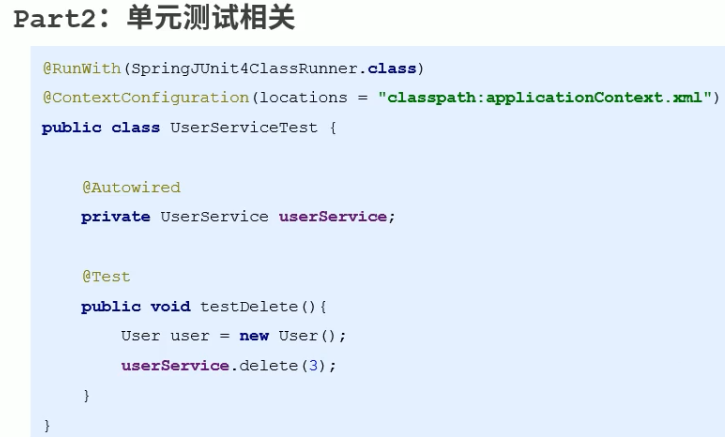 Part2：单元测试相关
@RunWith(SpringJUnit4ClassRunner.class)
@ContextConfiguration(locations = "classpath:applicationContext.xml")
public class UserServiceTest {
@Autowired
private UserService userService;
@Test
public void testDelete(){
User user = new User();
userService.delete(3);
}
}